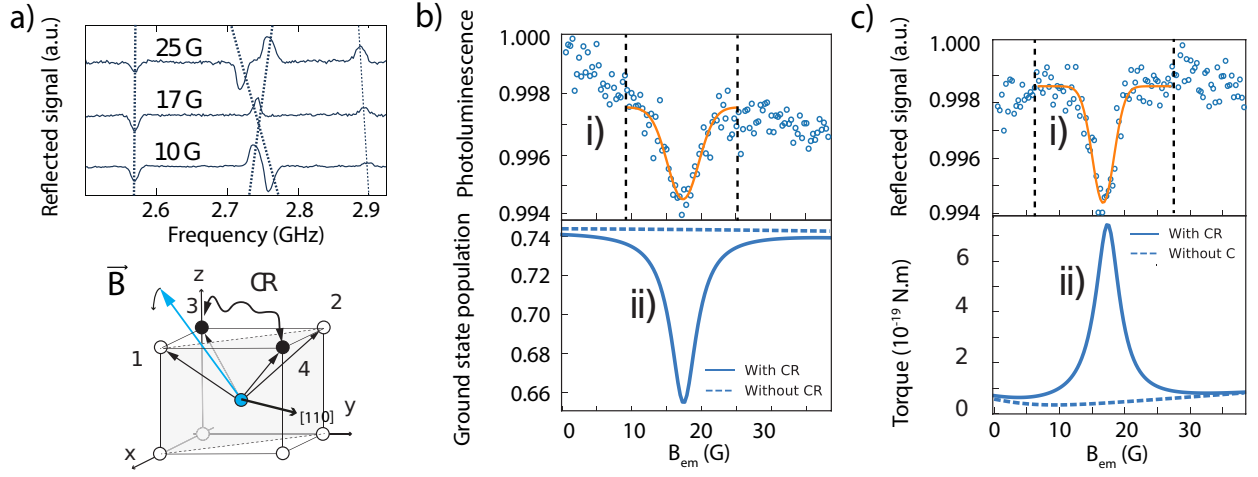 a)
Reflected signal (a.u.)
25 G
17 G
10 G
2.6
2.7
2.8
2.9
Frequency (GHz)
B
z
3
CR
2
1
4
[110]
y
x
b)
Photoluminescence
1.000
0.998
0.996
0.994
i)
Ground state population
0.74
0.72
0.70
0.68
0.66
ii)
With CR
Without CR
0
10
20
30
B em (G)
c)
Reflected signal (a.u.)
1.000
0.998
0.996
0.994
i)
Torque (10⁻¹⁹ N.m)
6
4
2
0
ii)
With CR
Without C
0
10
20
30
B em (G)